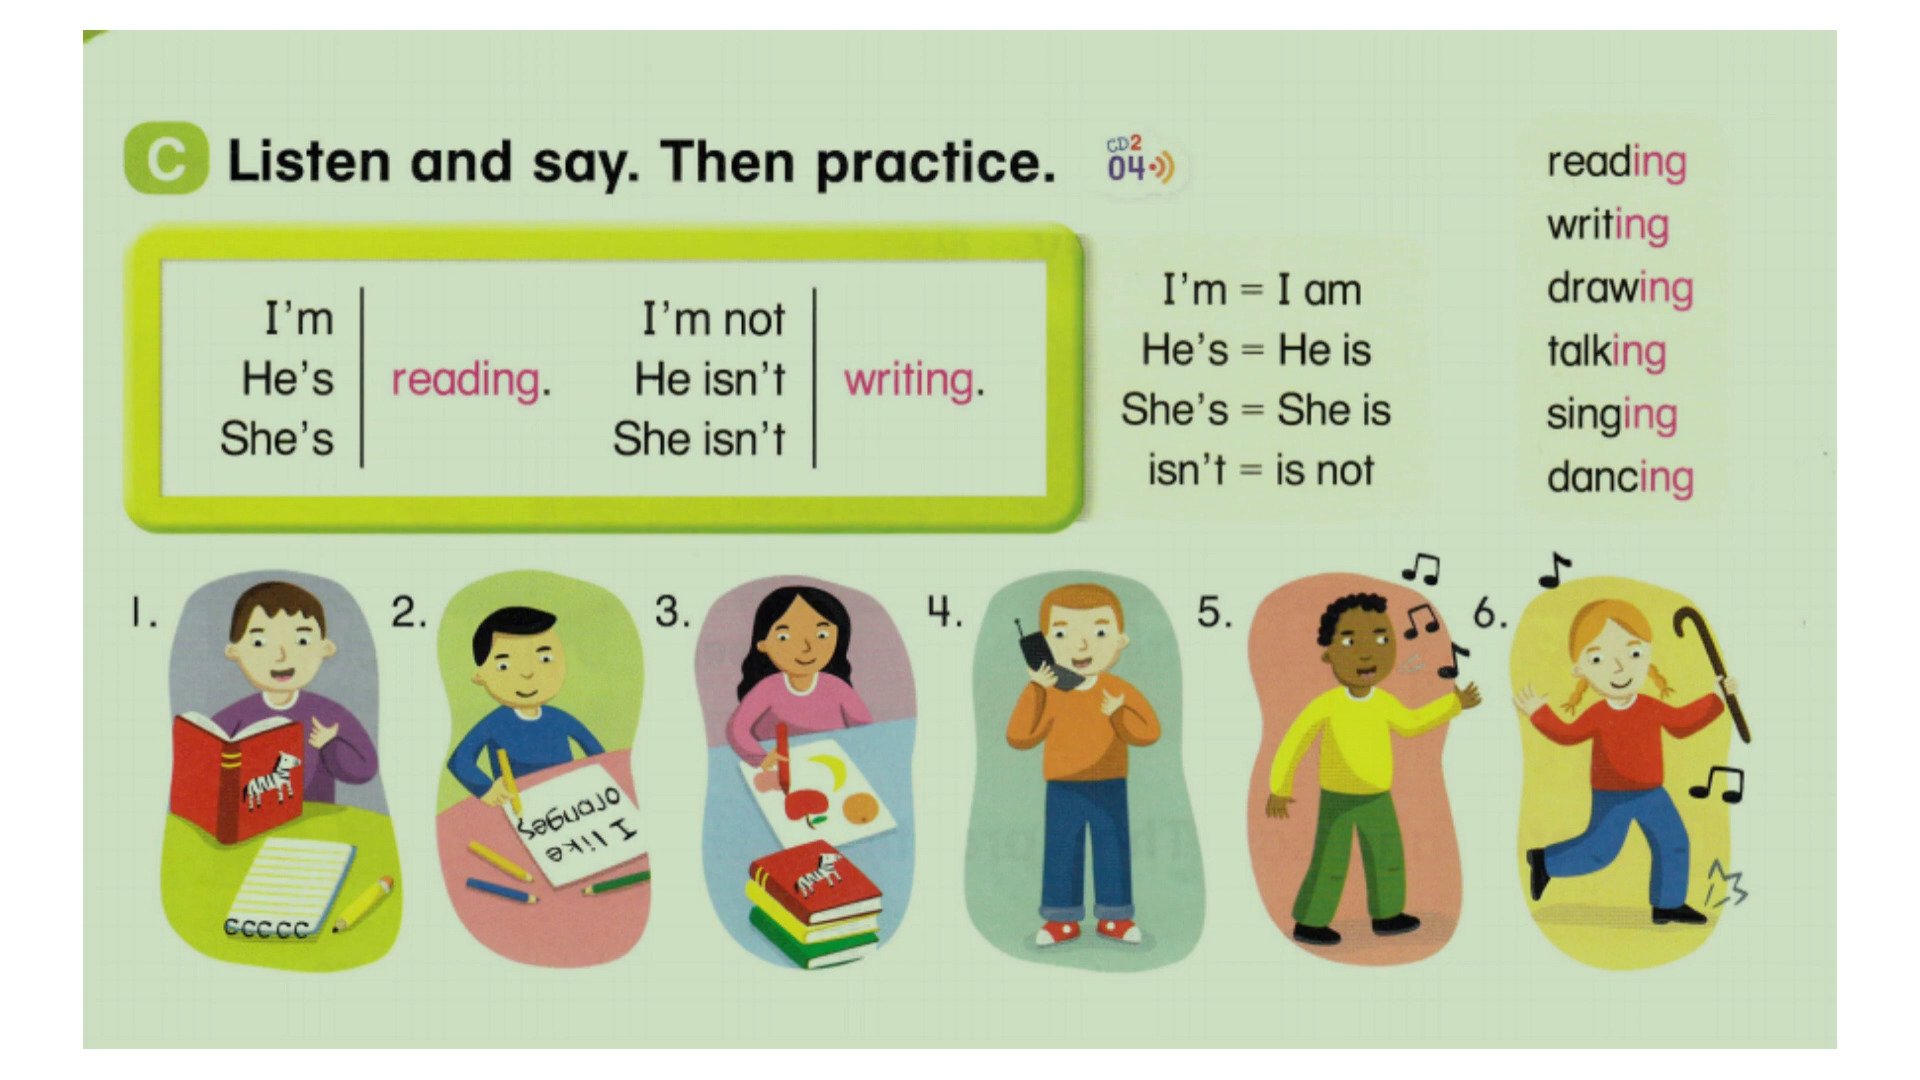 C Listen and say. Then practice. CD2 04
I'm
He's reading.
She's
I'm not
He isn't writing.
She isn't
I'm = I am
He's = He is
She's = She is
isn't = is not
reading
writing
drawing
talking
singing
dancing
1. 2. 3. 4. 5. 6.
I like
oranges